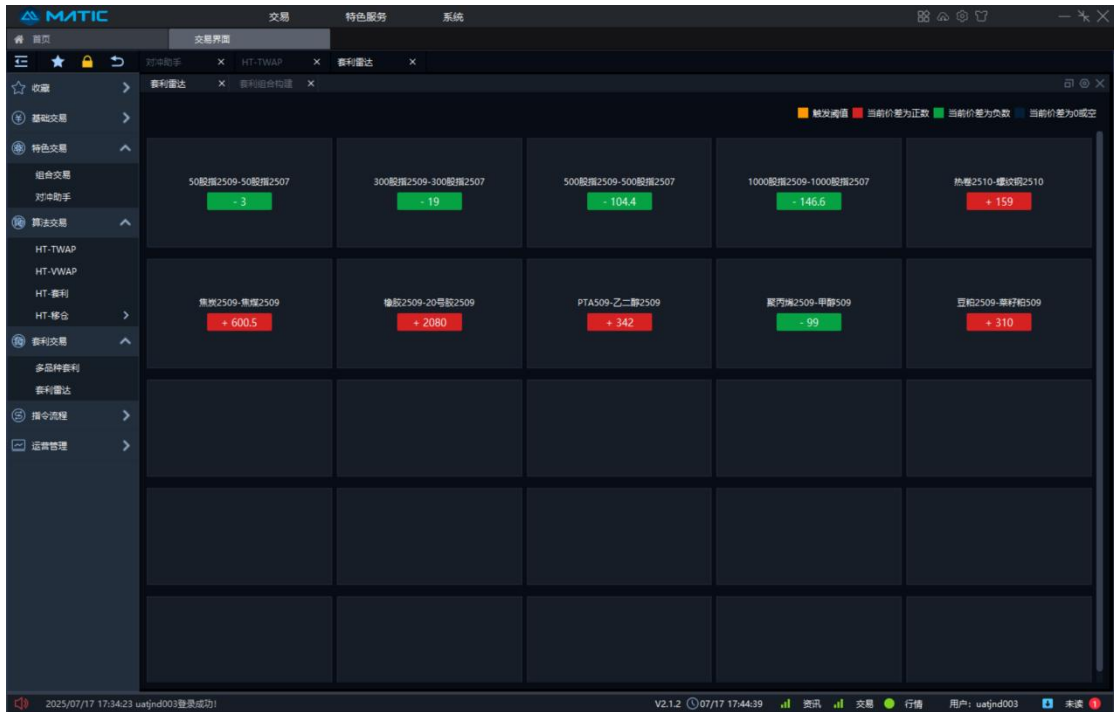 MATIC 交易 特色服务 系统
首页 交易界面
对冲助手 × HT-TWAP × 套利雷达 ×
收藏 套利雷达 × 套利组合构建 ×
基础交易 触发阈值 当前价差为正数 当前价差为负数 当前价差为0或空
特色交易
组合交易
对冲助手
算法交易
HT-TWAP
HT-VWAP
HT-套利
HT-移仓
套利交易
多品种套利
套利雷达
指令流程
运营管理
50股指2509-50股指2507 300股指2509-300股指2507 500股指2509-500股指2507 1000股指2509-1000股指2507 热卷2510-螺纹钢2510
- 3 - 19 - 104.4 - 146.6 + 159
焦炭2509-焦煤2509 橡胶2509-20号胶2509 PTA509-乙二醇2509 聚丙烯2509-甲醇509 豆粕2509-菜籽粕509
+ 600.5 + 2080 + 342 - 99 + 310
2025/07/17 17:34:23 uatjnd003登录成功! V2.1.2 07/17 17:44:39 资讯 交易 行情 用户: uatjnd003 未读 1